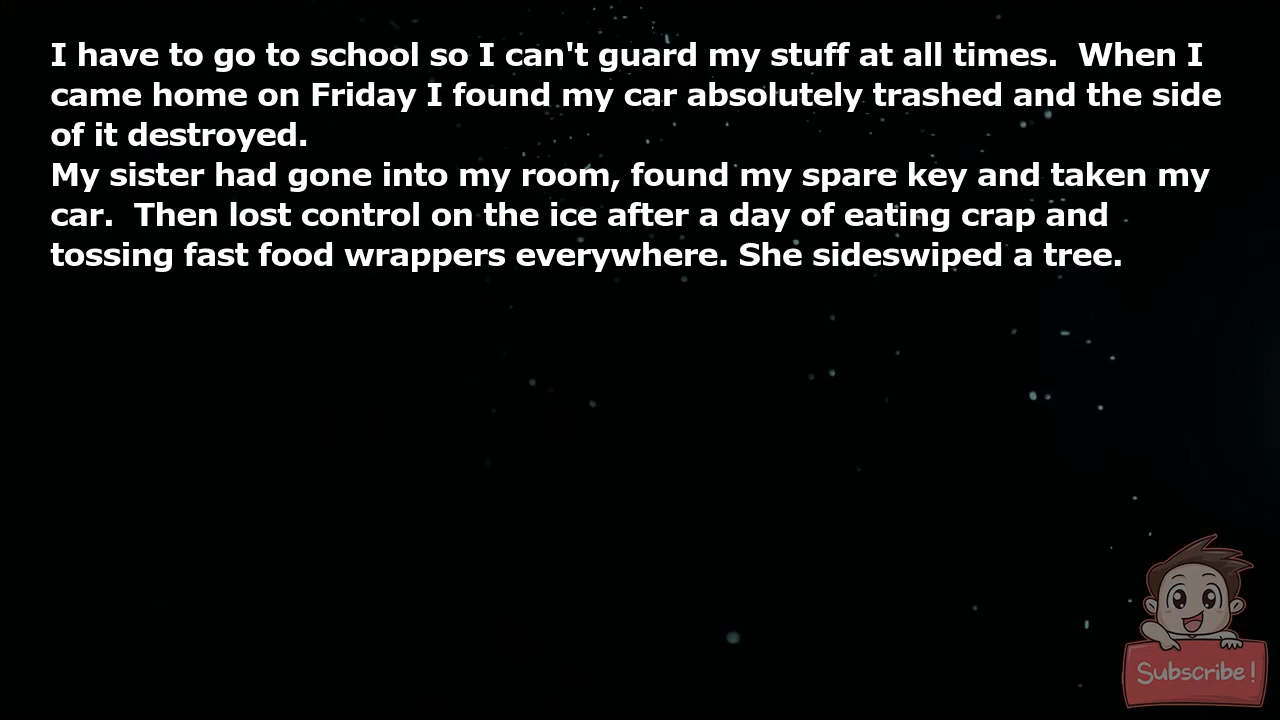 I have to go to school so I can't guard my stuff at all times.  When I
came home on Friday I found my car absolutely trashed and the side
of it destroyed.
My sister had gone into my room, found my spare key and taken my
car.  Then lost control on the ice after a day of eating crap and
tossing fast food wrappers everywhere. She sideswiped a tree.
Subscribe!